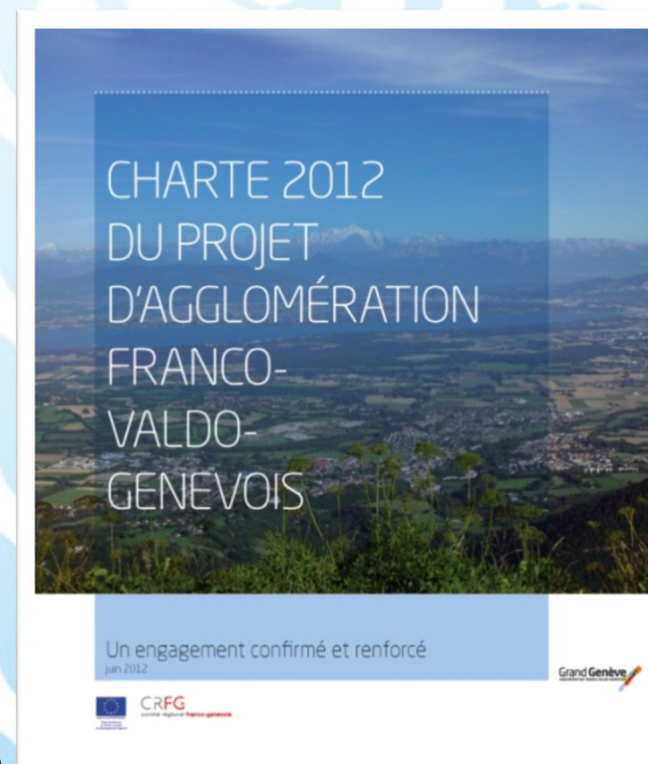 CHARTE 2012
DU PROJET
D'AGGLOMÉRATION
FRANCO-
VALDO-
GENEVOIS
Un engagement confirmé et renforcé
juin 2012
Grand Genève
CRFG
comité régional franco-genevois